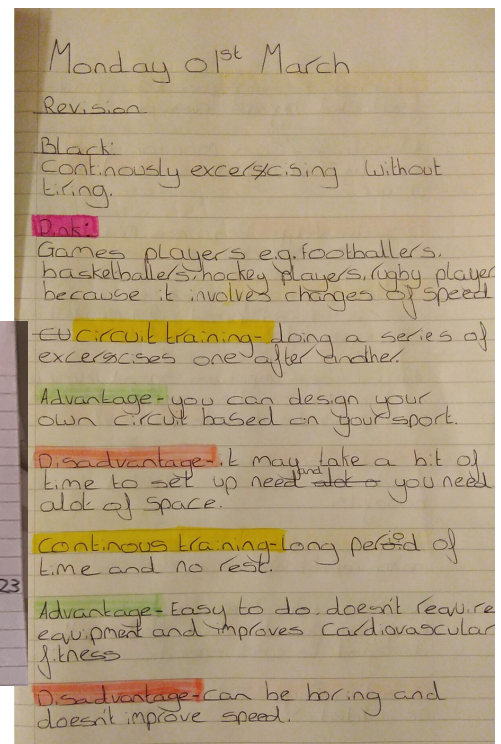 Monday 01st March
Revision
Black:
Continously excerscising without
tiring.
Pink:
Games players e.g. footballers,
basketballers, hockey players, rugby player
because it involves changes of speed
circuit training - doing a series of
excerscises one after another.
Advantage - you can design your
own circuit based on your sport.
Disadvantage - it may take a bit of
time to set up need and you need
alot of space.
Continous training - long period of
time and no rest.
23
Advantage - Easy to do. doesn't require
equipment and improves cardiovascular
fitness
Disadvantage - can be boring and
doesn't improve speed.